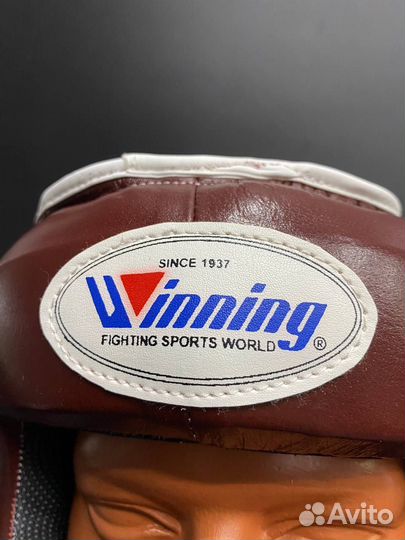 SINCE 1937
Winning
FIGHTING SPORTS WORLD ®
Avito